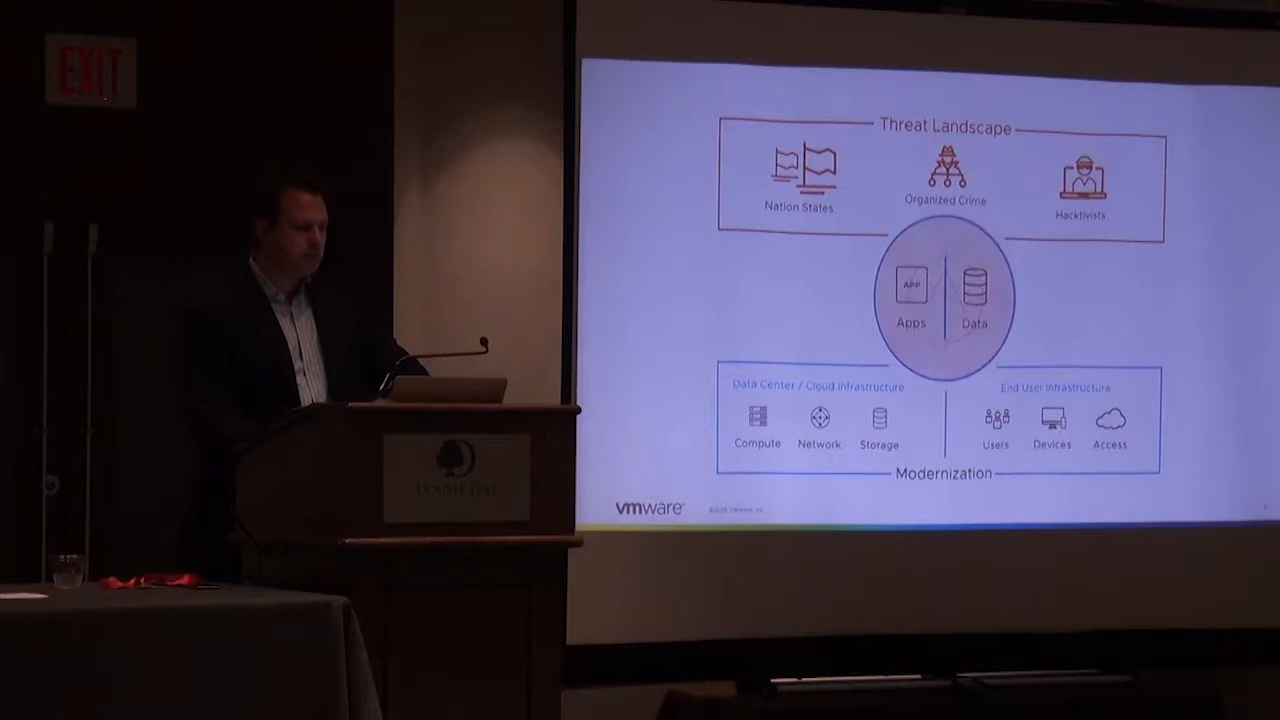 EXIT
Threat Landscape
Nation States
Organized Crime
Hacktivists
APP
Apps
Data
Data Center / Cloud Infrastructure
End User Infrastructure
Compute
Network
Storage
Users
Devices
Access
Modernization
vmware
DOUBLETREE